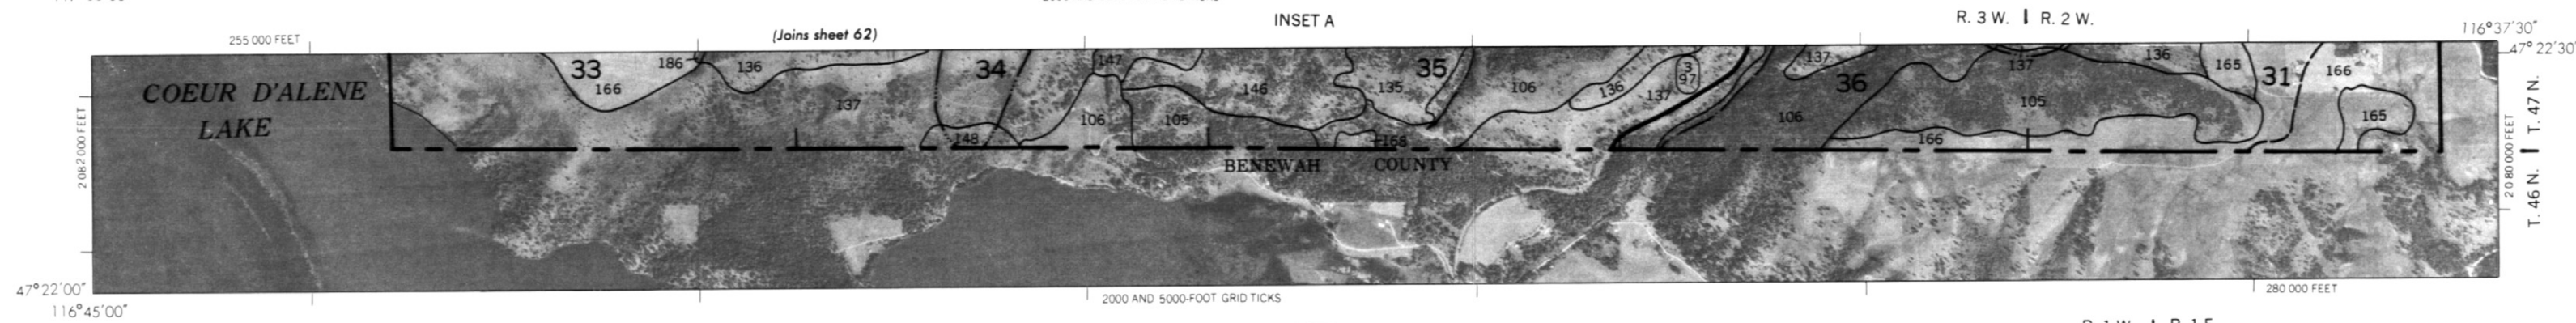 INSET A
R. 3 W. | R. 2 W.
255 000 FEET
(Joins sheet 62)
116°37'30"
47°22'30"
COEUR D'ALENE
LAKE
33
166
186
136
137
34
148
147
106
105
146
135
35
168
106
136
137
3
97
137
36
106
137
105
136
166
165
31
166
165
BENEWAH COUNTY
2 082 000 FEET
2 080 000 FEET
T. 46 N. | T. 47 N.
47°22'00"
116°45'00"
2000 AND 5000-FOOT GRID TICKS
280 000 FEET
R. 1 W. | R. 1 E.